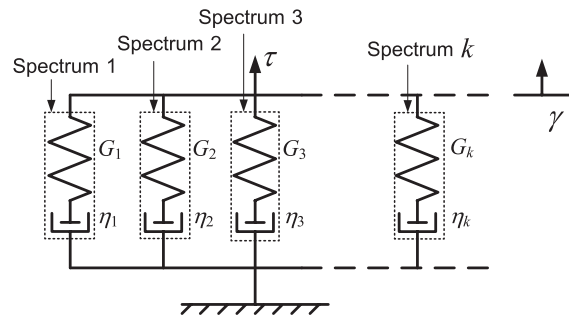 Spectrum 1
Spectrum 2
Spectrum 3
τ
Spectrum k
γ
G₁
G₂
G₃
Gₖ
η₁
η₂
η₃
ηₖ